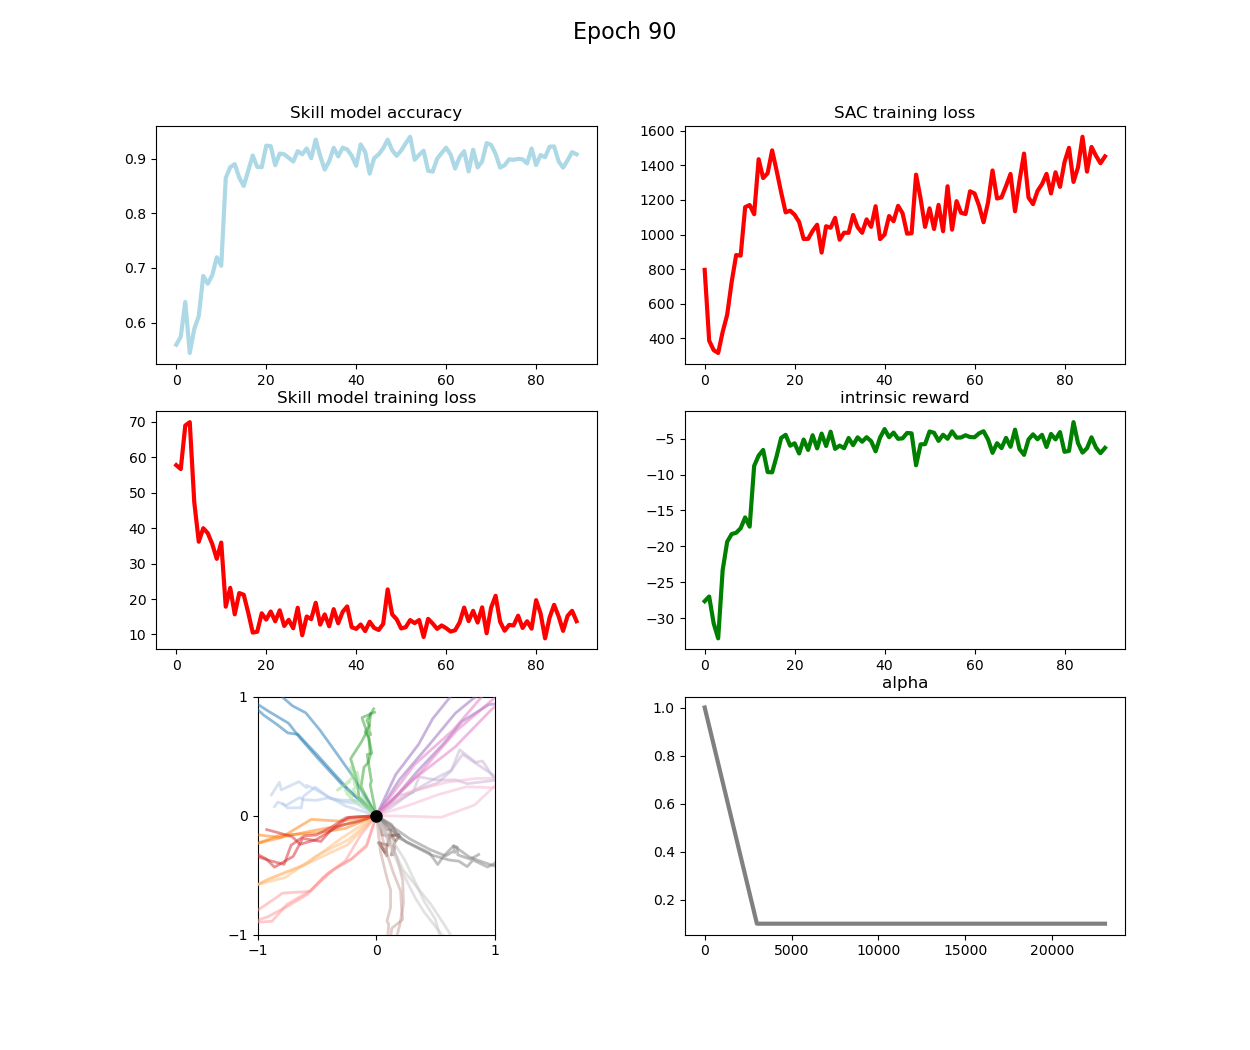 Epoch 90
Skill model accuracy
0.9
0.8
0.7
0.6
0 20 40 60 80
SAC training loss
1600
1400
1200
1000
800
600
400
0 20 40 60 80
Skill model training loss
70
60
50
40
30
20
10
0 20 40 60 80
intrinsic reward
−5
−10
−15
−20
−25
−30
0 20 40 60 80
1
0
−1
−1 0 1
alpha
1.0
0.8
0.6
0.4
0.2
0 5000 10000 15000 20000